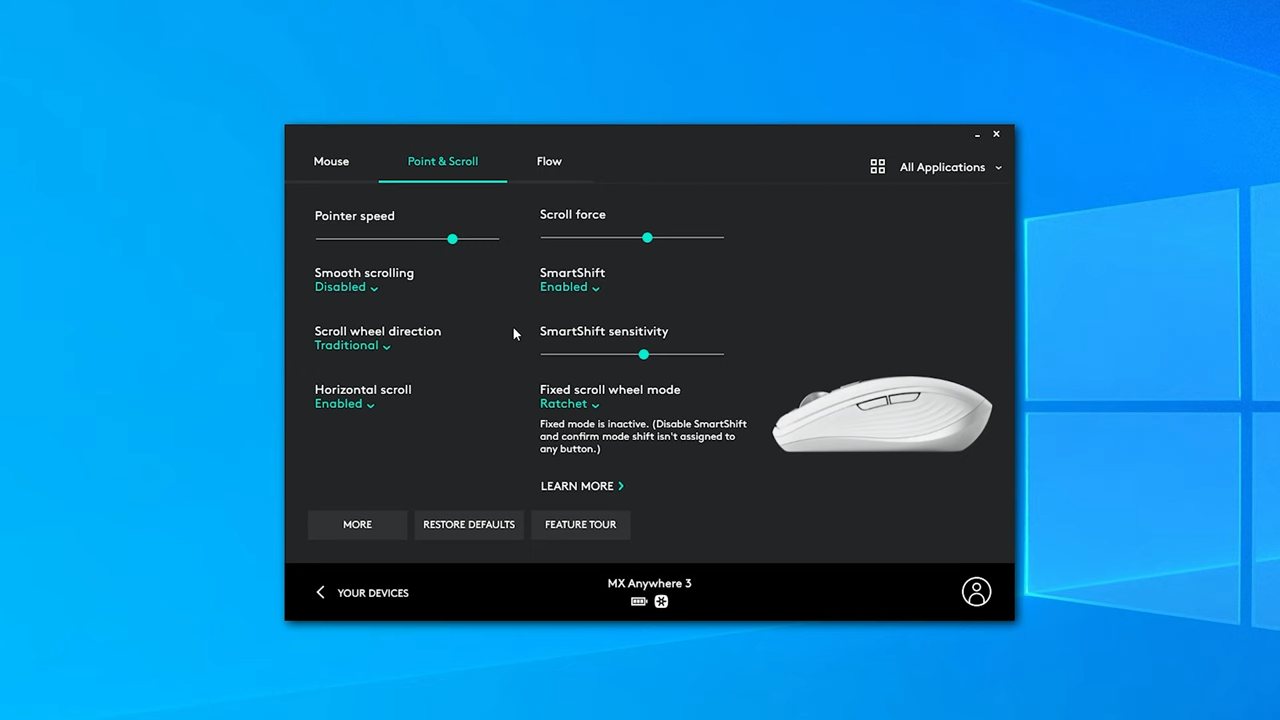 Mouse
Point & Scroll
Flow
All Applications
Pointer speed
Smooth scrolling
Disabled
Scroll wheel direction
Traditional
Horizontal scroll
Enabled
Scroll force
SmartShift
Enabled
SmartShift sensitivity
Fixed scroll wheel mode
Ratchet
Fixed mode is inactive. (Disable SmartShift
and confirm mode shift isn't assigned to
any button.)
LEARN MORE
MORE
RESTORE DEFAULTS
FEATURE TOUR
YOUR DEVICES
MX Anywhere 3